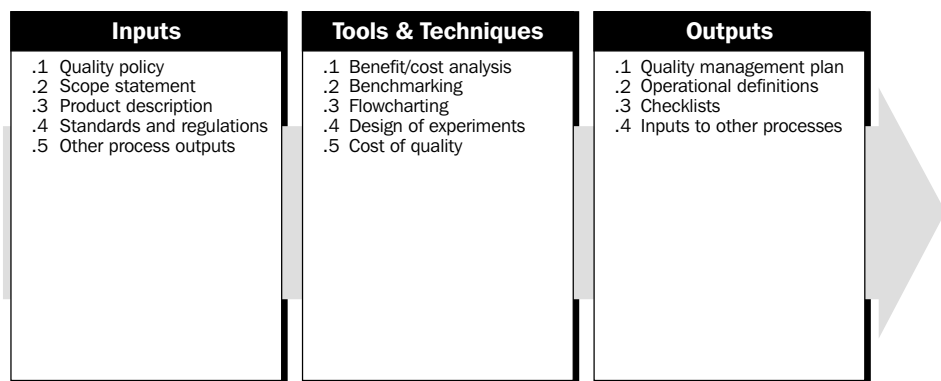 Inputs
.1 Quality policy
.2 Scope statement
.3 Product description
.4 Standards and regulations
.5 Other process outputs
Tools & Techniques
.1 Benefit/cost analysis
.2 Benchmarking
.3 Flowcharting
.4 Design of experiments
.5 Cost of quality
Outputs
.1 Quality management plan
.2 Operational definitions
.3 Checklists
.4 Inputs to other processes